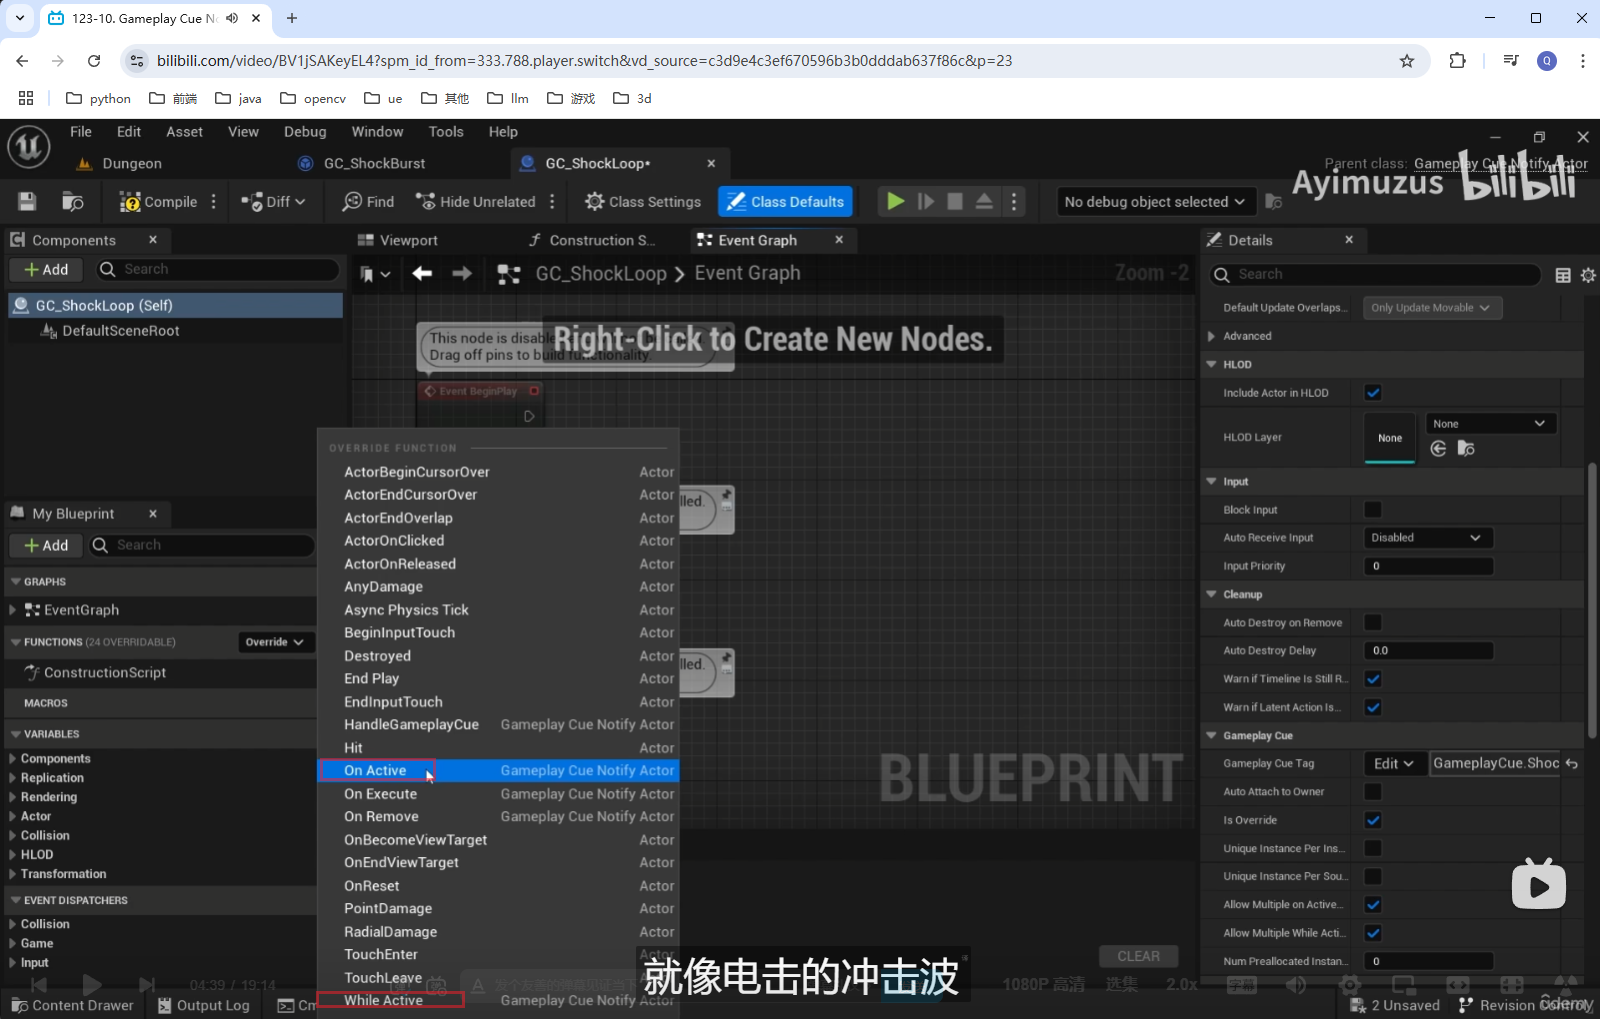 123-10. Gameplay Cue No
bilibili.com/video/BV1jSAKeyEL4?spm_id_from=333.788.player.switch&vd_source=c3d9e4c3ef670596b3b0dddab637f86c&p=23
Q
python
前端
java
opencv
ue
其他
llm
游戏
3d
File Edit Asset View Debug Window Tools Help
Dungeon
GC_ShockBurst
GC_ShockLoop*
Parent class: Gameplay Cue Notify Actor
Ayimuzus bilibili
Compile
Diff
Find
Hide Unrelated
Class Settings
Class Defaults
No debug object selected
Components
Viewport
Construction S...
Event Graph
Details
Add
Search
GC_ShockLoop > Event Graph
Zoom -2
Search
GC_ShockLoop (Self)
DefaultSceneRoot
This node is disable
Drag off pins to build functionality.
Right-Click to Create New Nodes.
Event BeginPlay
lled.
lled.
BLUEPRINT
OVERRIDE FUNCTION
ActorBeginCursorOver Actor
ActorEndCursorOver Actor
ActorEndOverlap Actor
ActorOnClicked Actor
ActorOnReleased Actor
AnyDamage Actor
Async Physics Tick Actor
BeginInputTouch Actor
Destroyed Actor
End Play Actor
EndInputTouch Actor
HandleGameplayCue Gameplay Cue Notify Actor
Hit Actor
On Active Gameplay Cue Notify Actor
On Execute Gameplay Cue Notify Actor
On Remove Gameplay Cue Notify Actor
OnBecomeViewTarget Actor
OnEndViewTarget Actor
OnReset Actor
PointDamage Actor
RadialDamage Actor
TouchEnter Actor
TouchLeave Actor
While Active Gameplay Cue Notify Actor
My Blueprint
Add
Search
GRAPHS
EventGraph
FUNCTIONS (24 OVERRIDABLE)
Override
ConstructionScript
MACROS
VARIABLES
Components
Replication
Rendering
Actor
Collision
HLOD
Transformation
EVENT DISPATCHERS
Collision
Game
Input
Default Update Overlaps...
Only Update Movable
Advanced
HLOD
Include Actor in HLOD
HLOD Layer
None
None
Input
Block Input
Auto Receive Input
Disabled
Input Priority
0
Cleanup
Auto Destroy on Remove
Auto Destroy Delay
0.0
Warn if Timeline Is Still R...
Warn if Latent Action Is...
Gameplay Cue
Gameplay Cue Tag
Edit
GameplayCue.Shoc
Auto Attach to Owner
Is Override
Unique Instance Per Ins...
Unique Instance Per Sou...
Allow Multiple on Active...
Allow Multiple While Acti...
Num Preallocated Instan...
0
CLEAR
就像电击的冲击波
04:39 / 19:14
1080P 高清
选集
2.0x
字幕
Content Drawer
Output Log
Cm
2 Unsaved
Revision Control
ûdemy